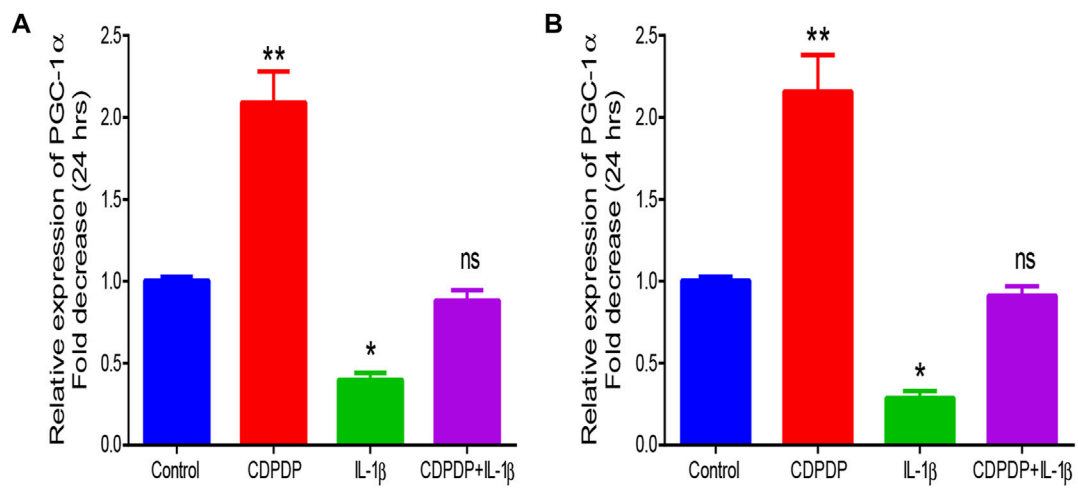 A
Relative expression of PGC-1α
Fold decrease (24 hrs)
2.5
2.0
1.5
1.0
0.5
0.0
**
*
ns
Control
CDPDP
IL-1β
CDPDP+IL-1β
B
Relative expression of PGC-1α
Fold decrease (24 hrs)
2.5
2.0
1.5
1.0
0.5
0.0
**
*
ns
Control
CDPDP
IL-1β
CDPDP+IL-1β